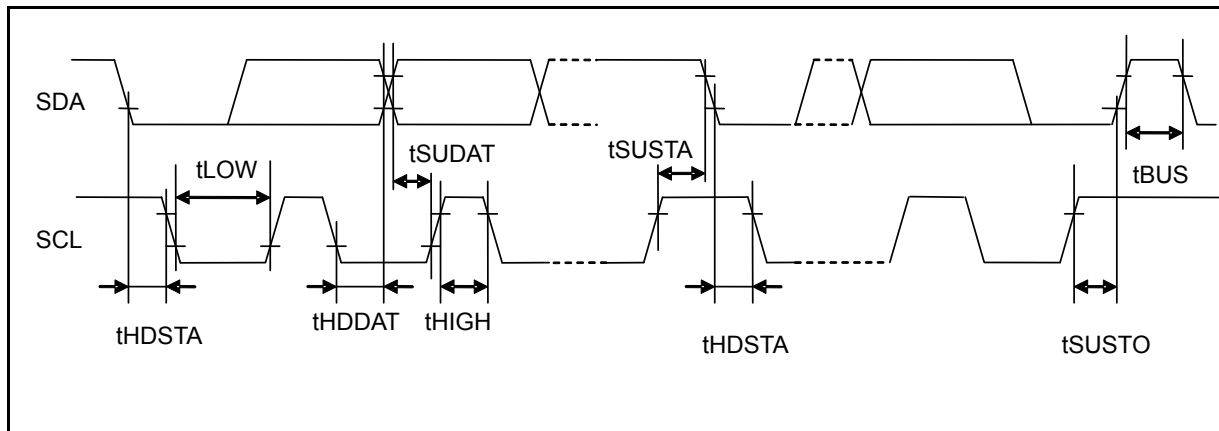 SDA
tSUDAT
tSUSTA
tLOW
tBUS
SCL
tHDSTA
tHDDAT
tHIGH
tHDSTA
tSUSTO